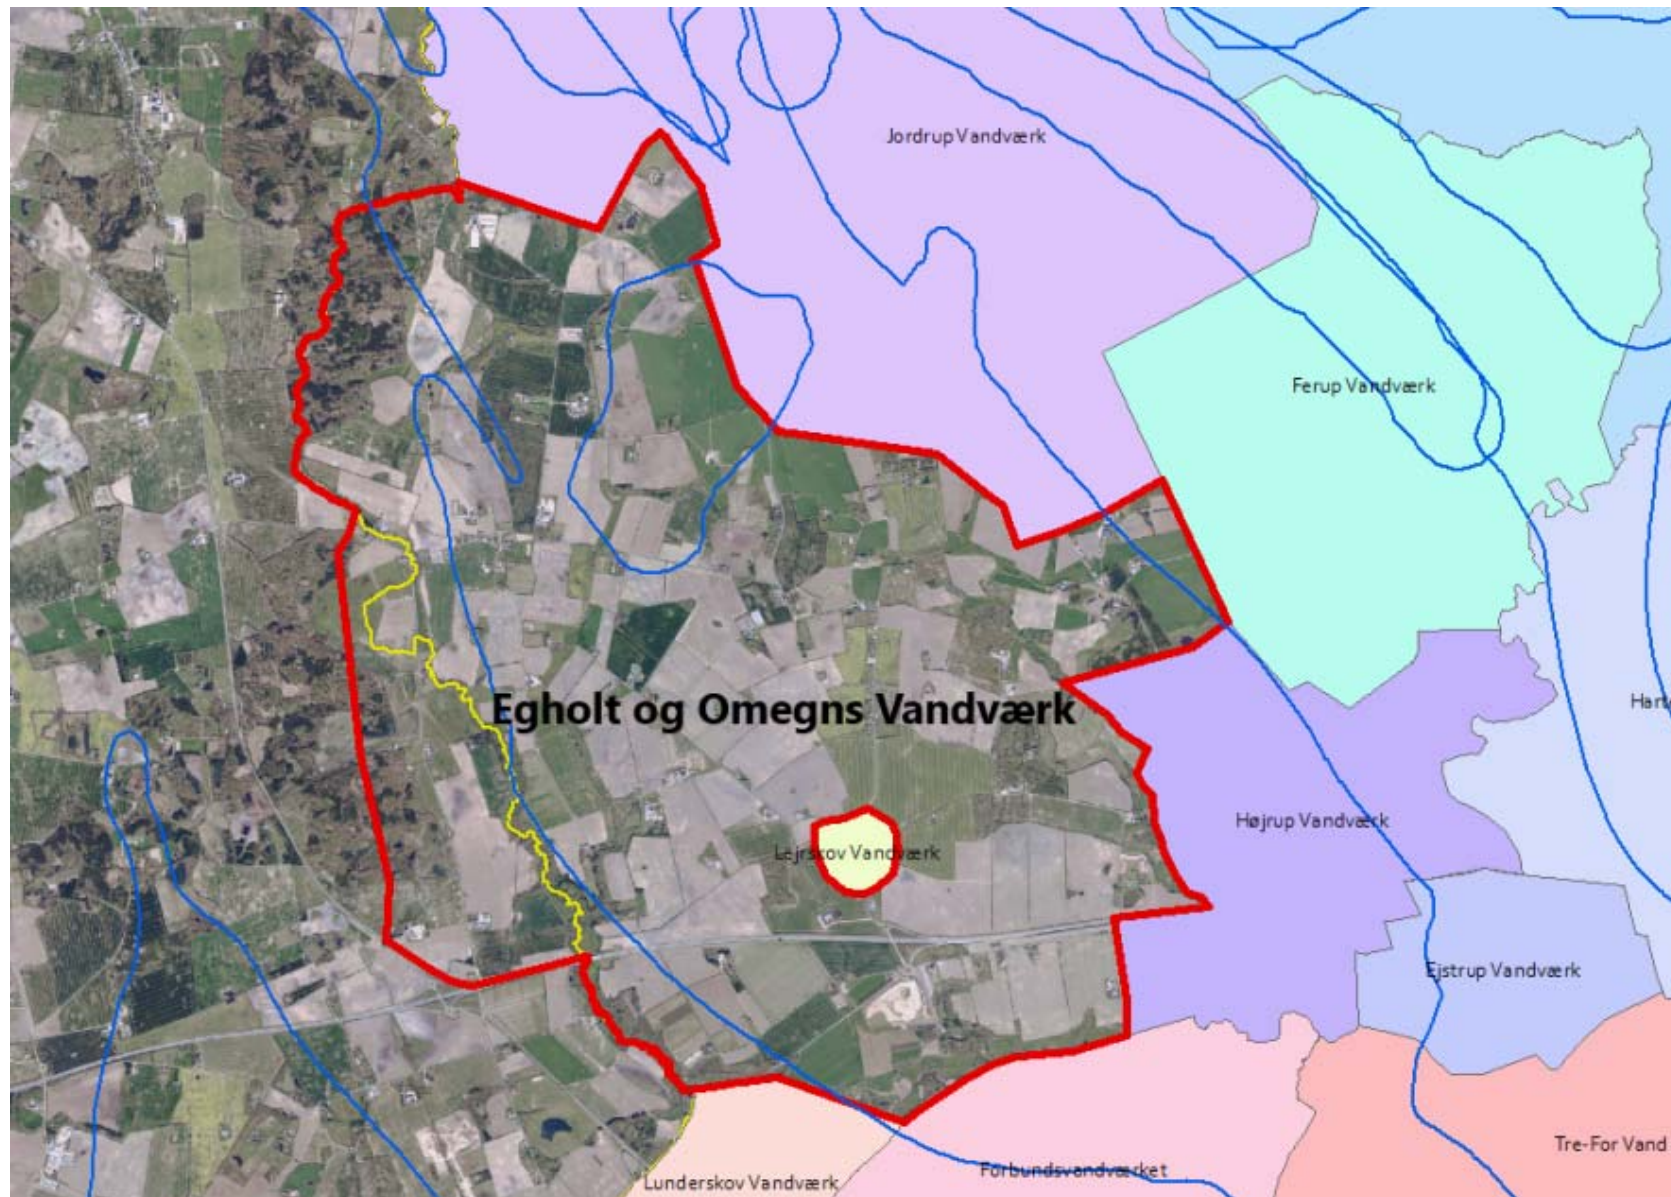 Jordrup Vandværk
Ferup Vandværk
Egholt og Omegns Vandværk
Højrup Vandværk
Lejrskov Vandværk
Ejstrup Vandværk
Tre-For Vand
Forbundsvandværket
Lunderskov Vandværk